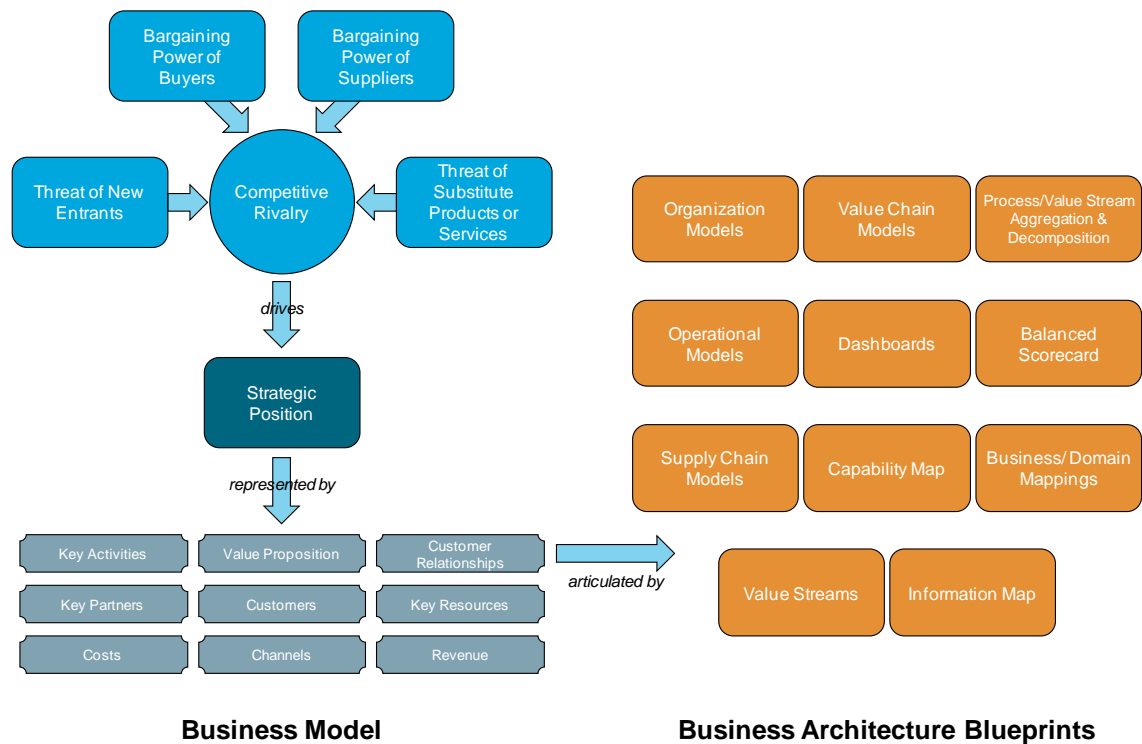 Bargaining
Power of
Buyers
Bargaining
Power of
Suppliers
Threat of New
Entrants
Competitive
Rivalry
Threat of
Substitute
Products or
Services
drives
Strategic
Position
represented by
Key Activities
Value Proposition
Customer
Relationships
Key Partners
Customers
Key Resources
Costs
Channels
Revenue
articulated by
Business Model
Organization
Models
Value Chain
Models
Process/Value Stream
Aggregation &
Decomposition
Operational
Models
Dashboards
Balanced
Scorecard
Supply Chain
Models
Capability Map
Business/ Domain
Mappings
Value Streams
Information Map
Business Architecture Blueprints